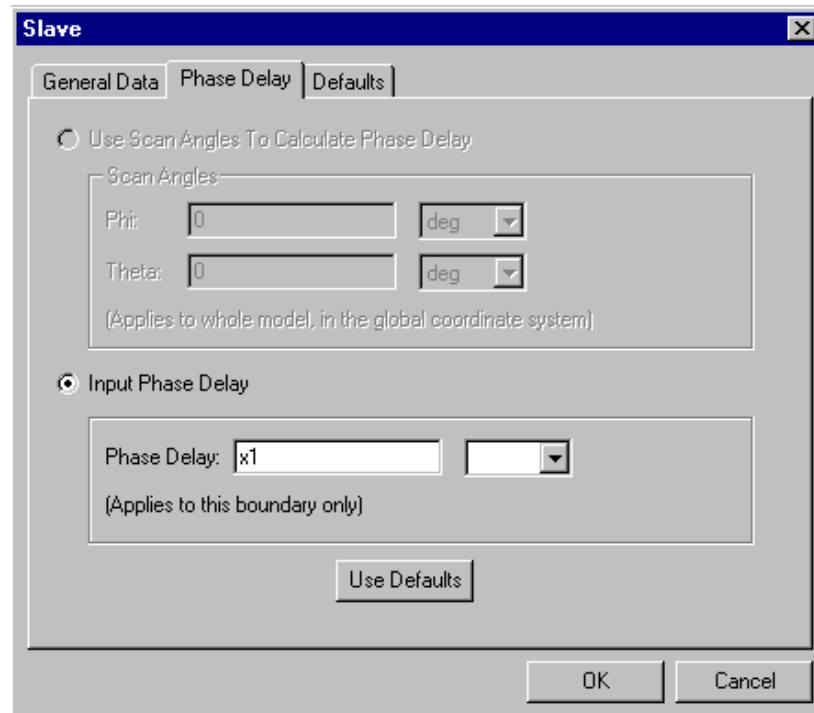 Slave
General Data Phase Delay Defaults
Use Scan Angles To Calculate Phase Delay
Scan Angles
Phi: 0 deg
Theta: 0 deg
(Applies to whole model, in the global coordinate system)
Input Phase Delay
Phase Delay: x1
(Applies to this boundary only)
Use Defaults
OK Cancel